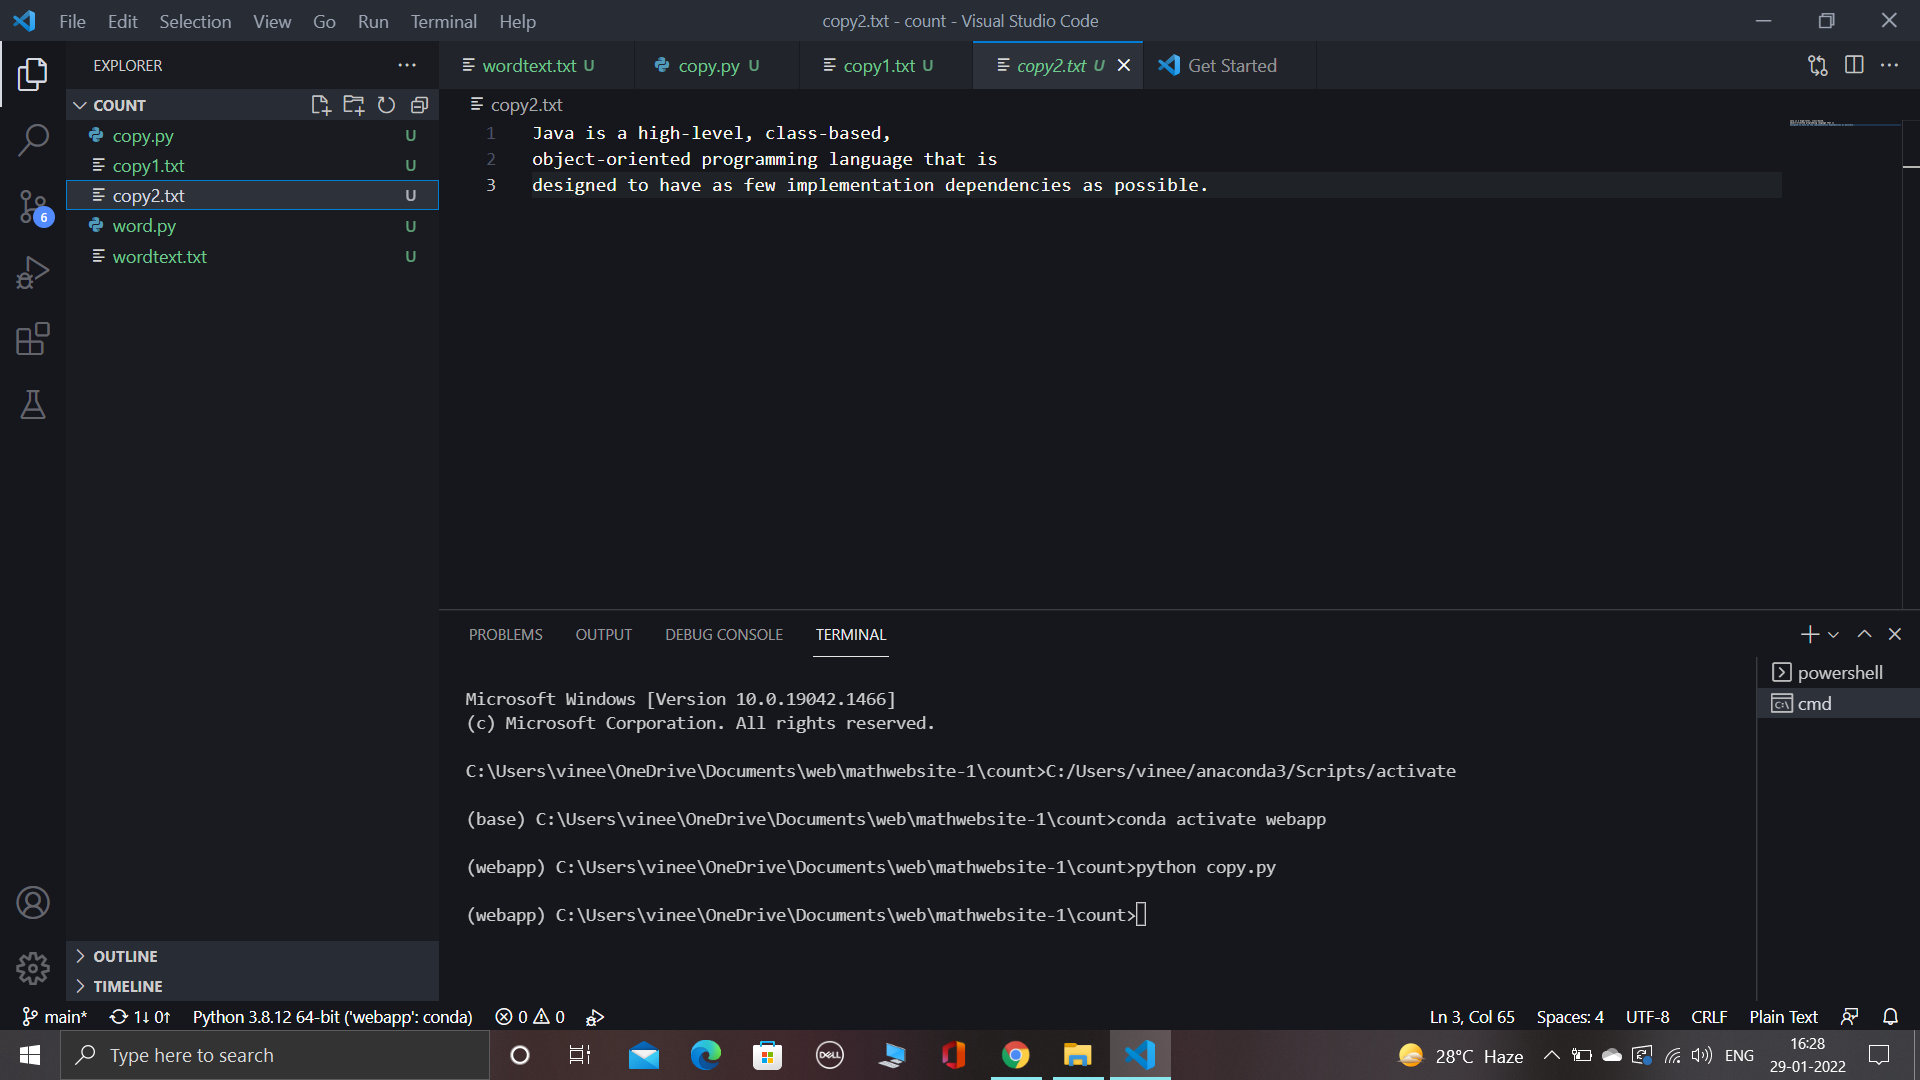 File Edit Selection View Go Run Terminal Help
copy2.txt - count - Visual Studio Code
EXPLORER
COUNT
copy.py U
copy1.txt U
copy2.txt U
word.py U
wordtext.txt U
6
OUTLINE
TIMELINE
wordtext.txt U copy.py U copy1.txt U copy2.txt U Get Started
copy2.txt
1 Java is a high-level, class-based,
2 object-oriented programming language that is
3 designed to have as few implementation dependencies as possible.
PROBLEMS OUTPUT DEBUG CONSOLE TERMINAL
powershell
cmd
Microsoft Windows [Version 10.0.19042.1466]
(c) Microsoft Corporation. All rights reserved.
C:\Users\vinee\OneDrive\Documents\web\mathwebsite-1\count>C:/Users/vinee/anaconda3/Scripts/activate
(base) C:\Users\vinee\OneDrive\Documents\web\mathwebsite-1\count>conda activate webapp
(webapp) C:\Users\vinee\OneDrive\Documents\web\mathwebsite-1\count>python copy.py
(webapp) C:\Users\vinee\OneDrive\Documents\web\mathwebsite-1\count>
main* 1↓ 0↑ Python 3.8.12 64-bit ('webapp': conda) 0 0 Ln 3, Col 65 Spaces: 4 UTF-8 CRLF Plain Text
Type here to search
DELL
28°C Haze
ENG
16:28
29-01-2022